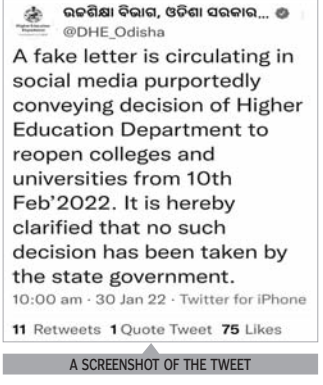 ଉଚ୍ଚଶିକ୍ଷା ବିଭାଗ, ଓଡିଶା ସରକାର...
@DHE_Odisha
A fake letter is circulating in
social media purportedly
conveying decision of Higher
Education Department to
reopen colleges and
universities from 10th
Feb'2022. It is hereby
clarified that no such
decision has been taken by
the state government.
10:00 am · 30 Jan 22 · Twitter for iPhone
11 Retweets 1 Quote Tweet 75 Likes
A SCREENSHOT OF THE TWEET